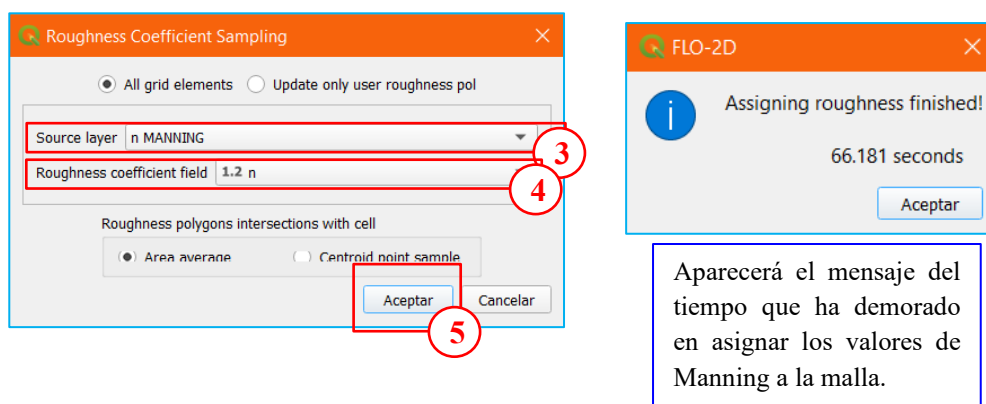 Roughness Coefficient Sampling
All grid elements Update only user roughness pol
Source layer n MANNING
3
Roughness coefficient field 1.2 n
4
Roughness polygons intersections with cell
Area average Centroid point sample
Aceptar Cancelar
5
FLO-2D
Assigning roughness finished!
66.181 seconds
Aceptar
Aparecerá el mensaje del
tiempo que ha demorado
en asignar los valores de
Manning a la malla.